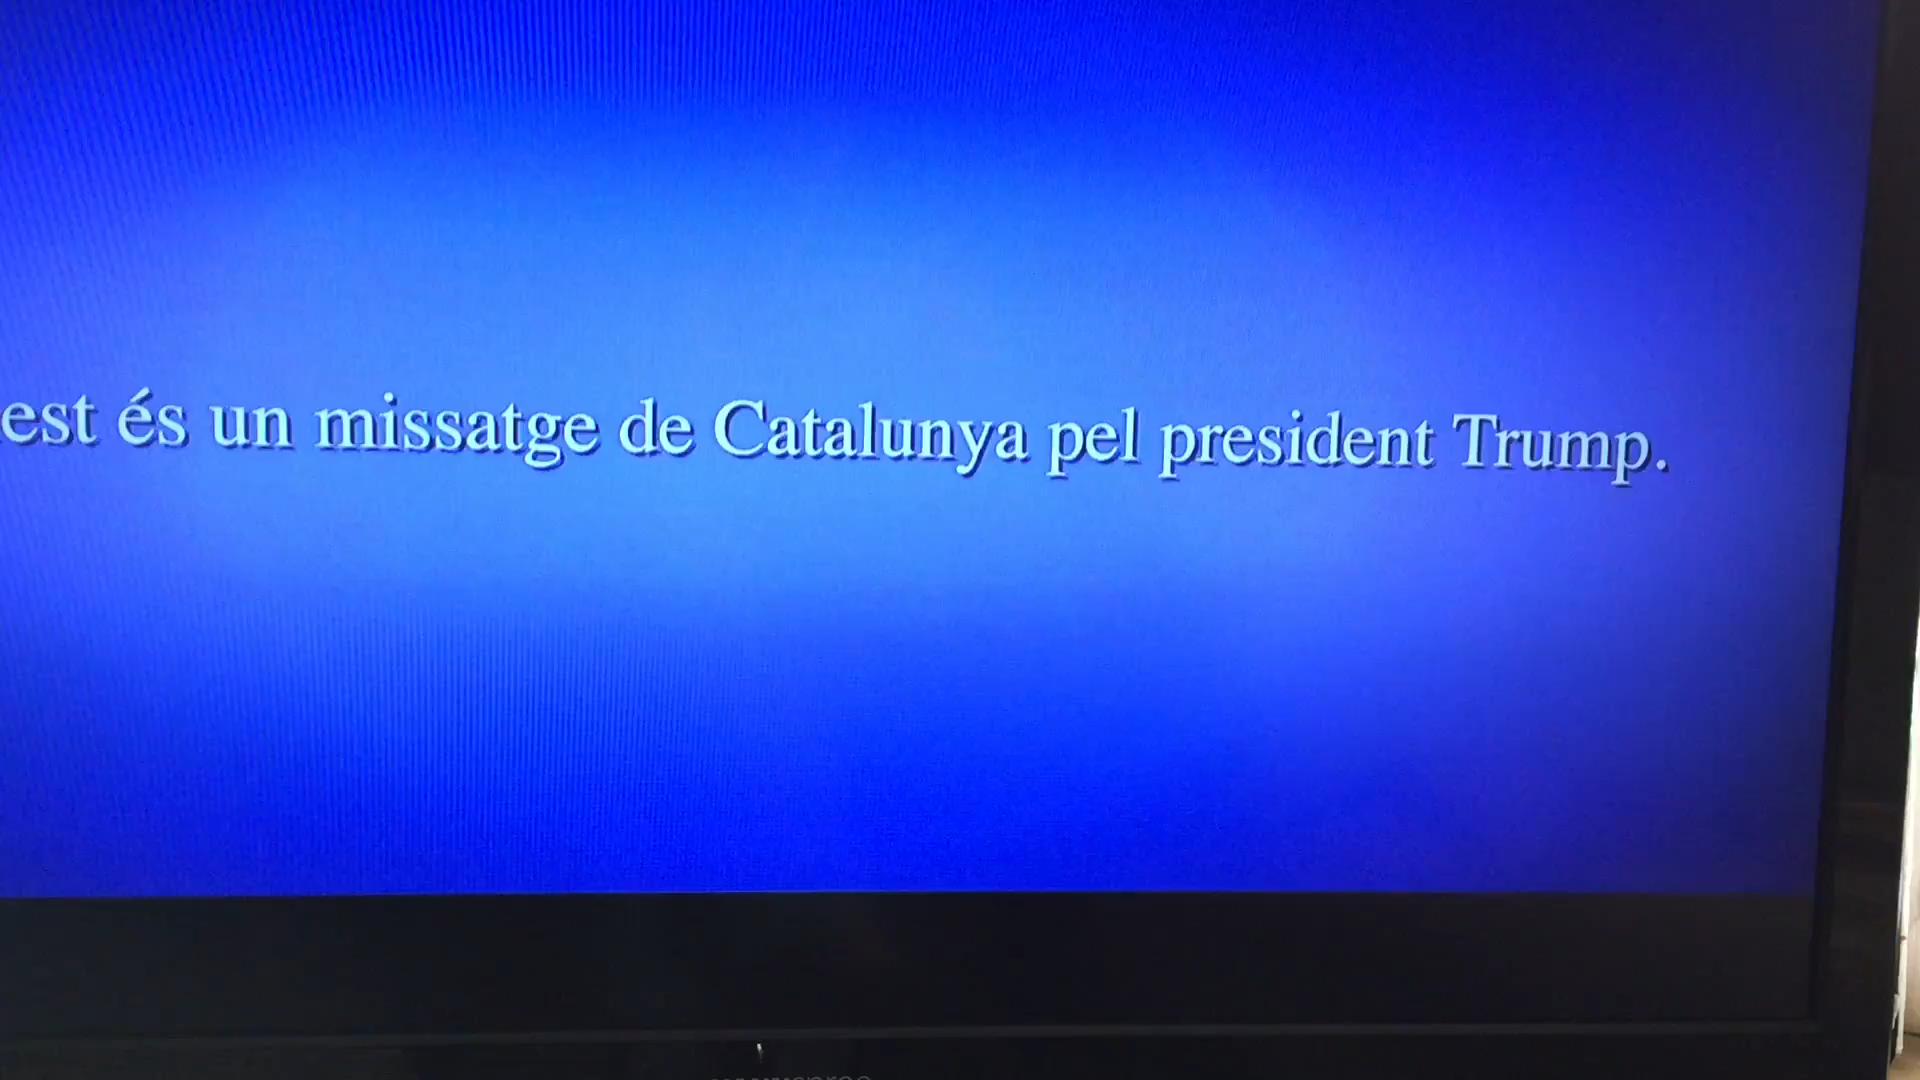 est és un missatge de Catalunya pel president Trump.